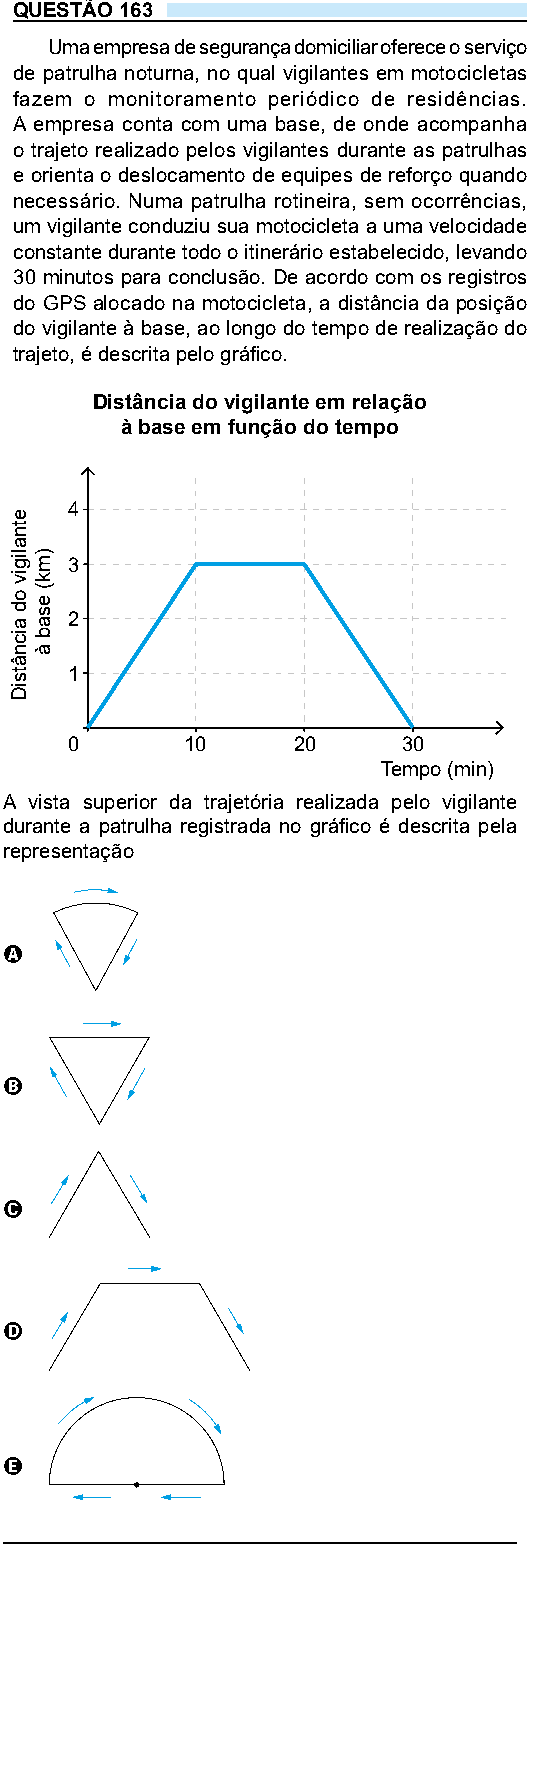 QUESTÃO 163
Uma empresa de segurança domiciliar oferece o serviço
de patrulha noturna, no qual vigilantes em motocicletas
fazem o monitoramento periódico de residências.
A empresa conta com uma base, de onde acompanha
o trajeto realizado pelos vigilantes durante as patrulhas
e orienta o deslocamento de equipes de reforço quando
necessário. Numa patrulha rotineira, sem ocorrências,
um vigilante conduziu sua motocicleta a uma velocidade
constante durante todo o itinerário estabelecido, levando
30 minutos para conclusão. De acordo com os registros
do GPS alocado na motocicleta, a distância da posição
do vigilante à base, ao longo do tempo de realização do
trajeto, é descrita pelo gráfico.
Distância do vigilante em relação
à base em função do tempo
Distância do vigilante
à base (km)
4
3
2
1
0 10 20 30
Tempo (min)
A vista superior da trajetória realizada pelo vigilante
durante a patrulha registrada no gráfico é descrita pela
representação
A
B
C
D
E